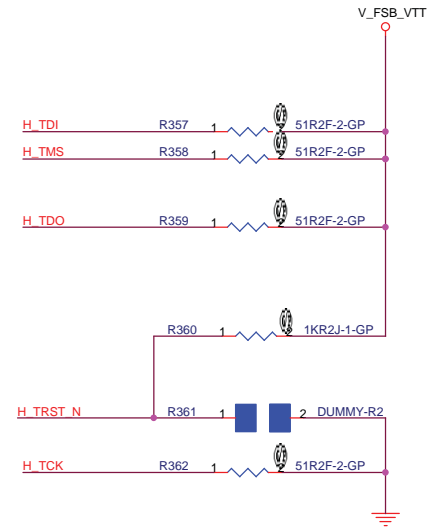 V_FSB_VTT
H_TDI R357 1 2 51R2F-2-GP
H_TMS R358 1 2 51R2F-2-GP
H_TDO R359 1 2 51R2F-2-GP
R360 1 2 1KR2J-1-GP
H_TRST_N R361 1 2 DUMMY-R2
H_TCK R362 1 2 51R2F-2-GP